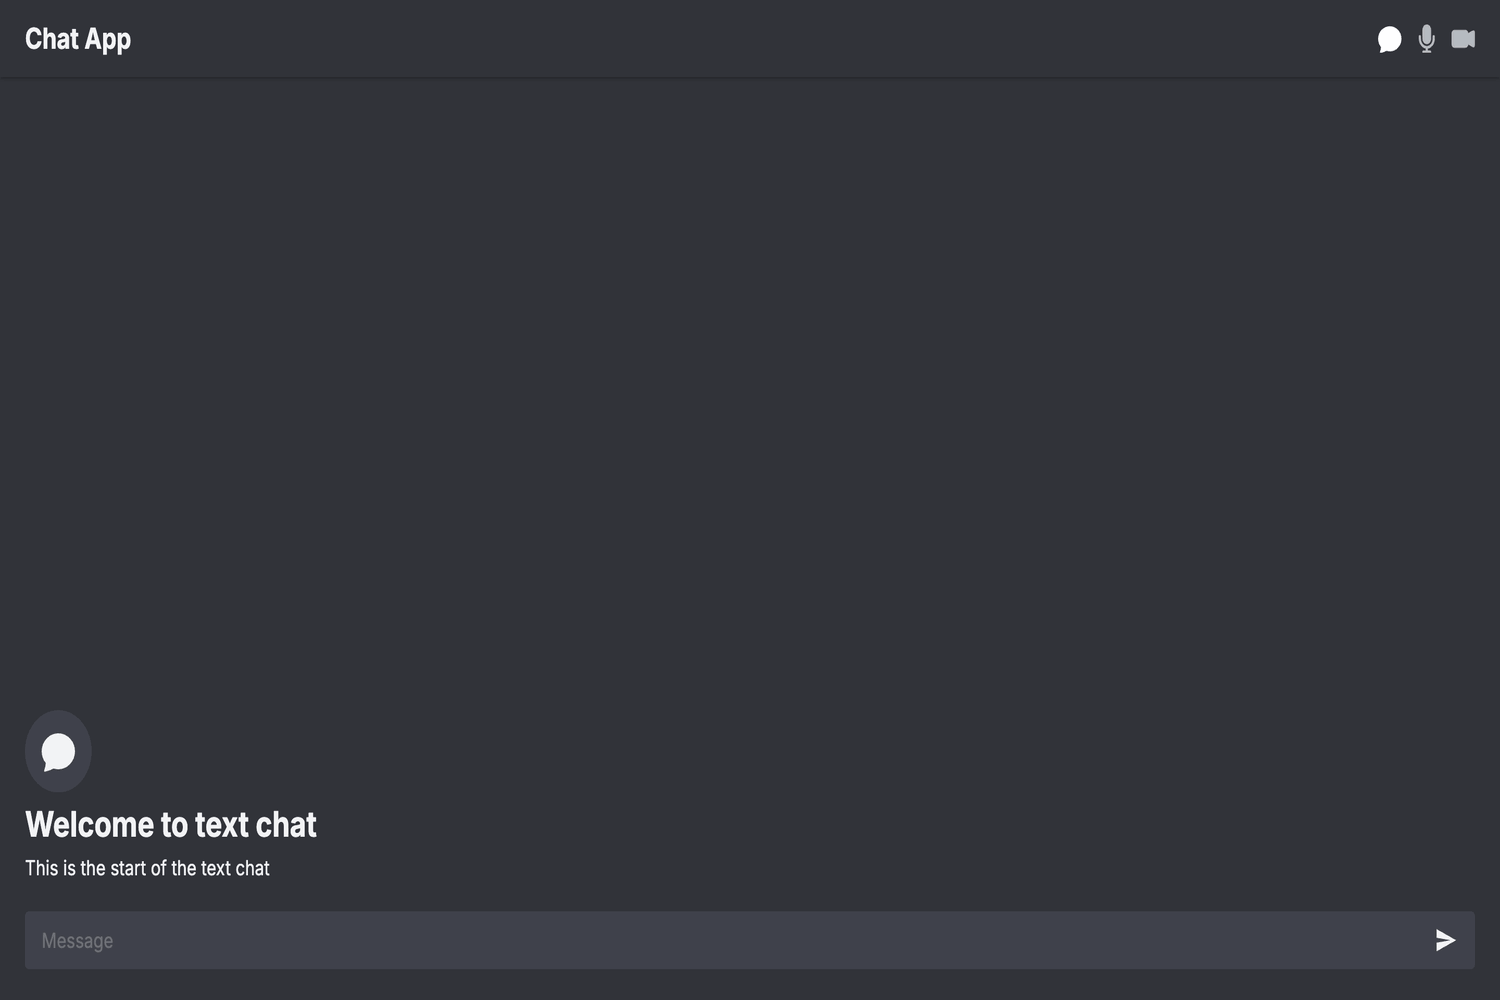 Chat App
Welcome to text chat
This is the start of the text chat
Message